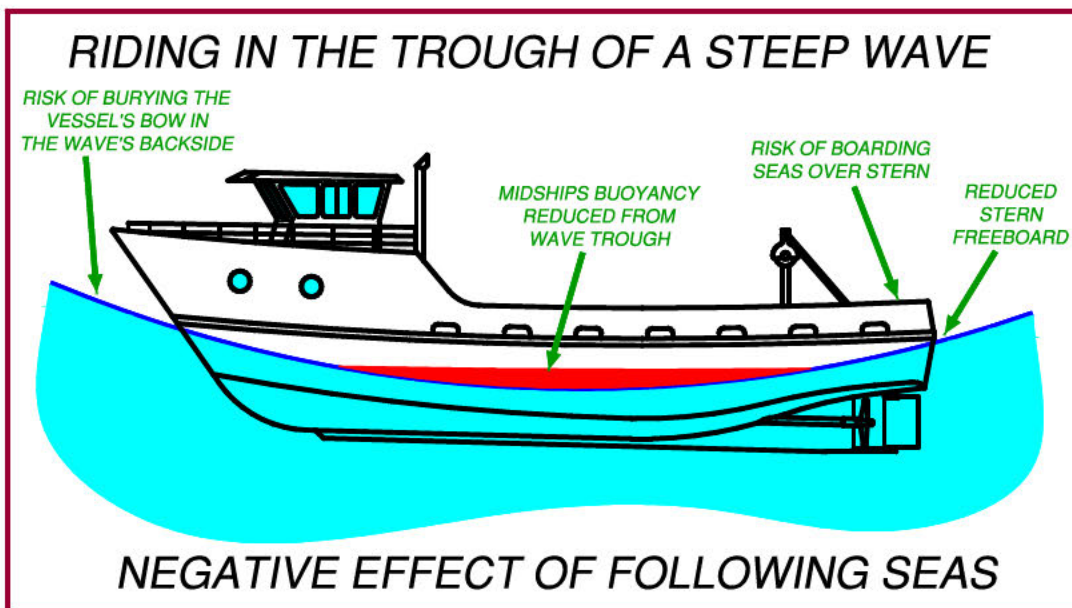 RIDING IN THE TROUGH OF A STEEP WAVE
RISK OF BURYING THE
VESSEL'S BOW IN
THE WAVE'S BACKSIDE
MIDSHIPS BUOYANCY
REDUCED FROM
WAVE TROUGH
RISK OF BOARDING
SEAS OVER STERN
REDUCED
STERN
FREEBOARD
NEGATIVE EFFECT OF FOLLOWING SEAS